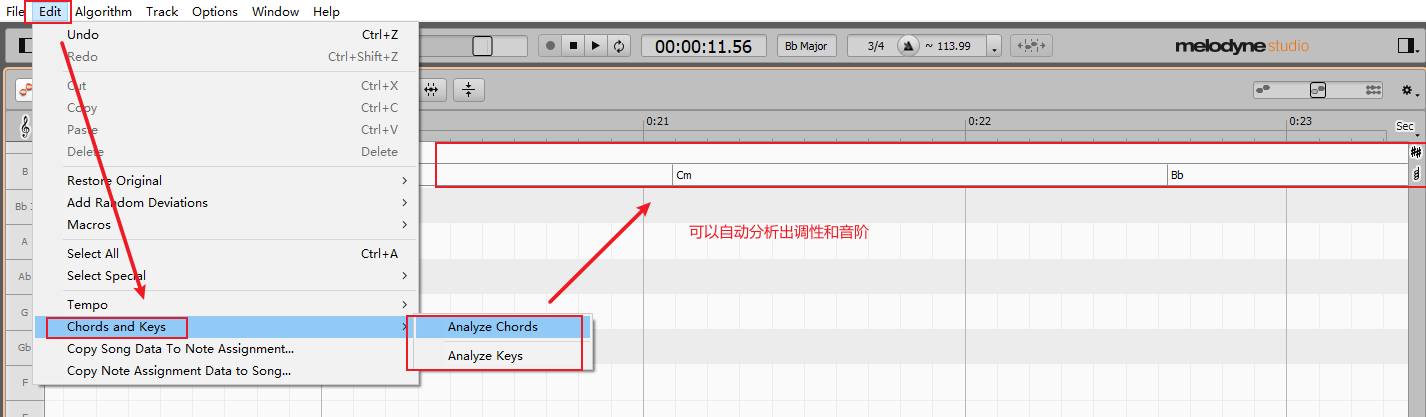 File Edit Algorithm Track Options Window Help
Undo Ctrl+Z
Redo Ctrl+Shift+Z
Cut Ctrl+X
Copy Ctrl+C
Paste Ctrl+V
Delete Delete
Restore Original
Add Random Deviations
Macros
Select All Ctrl+A
Select Special
Tempo
Chords and Keys
Copy Song Data To Note Assignment...
Copy Note Assignment Data to Song...
Analyze Chords
Analyze Keys
00:00:11.56
Bb Major
3/4 ~ 113.99
melodyne studio
0:21 0:22 0:23 Sec
Cm Bb
可以自动分析出调性和音阶
B
Bb
A
Ab
G
Gb
F